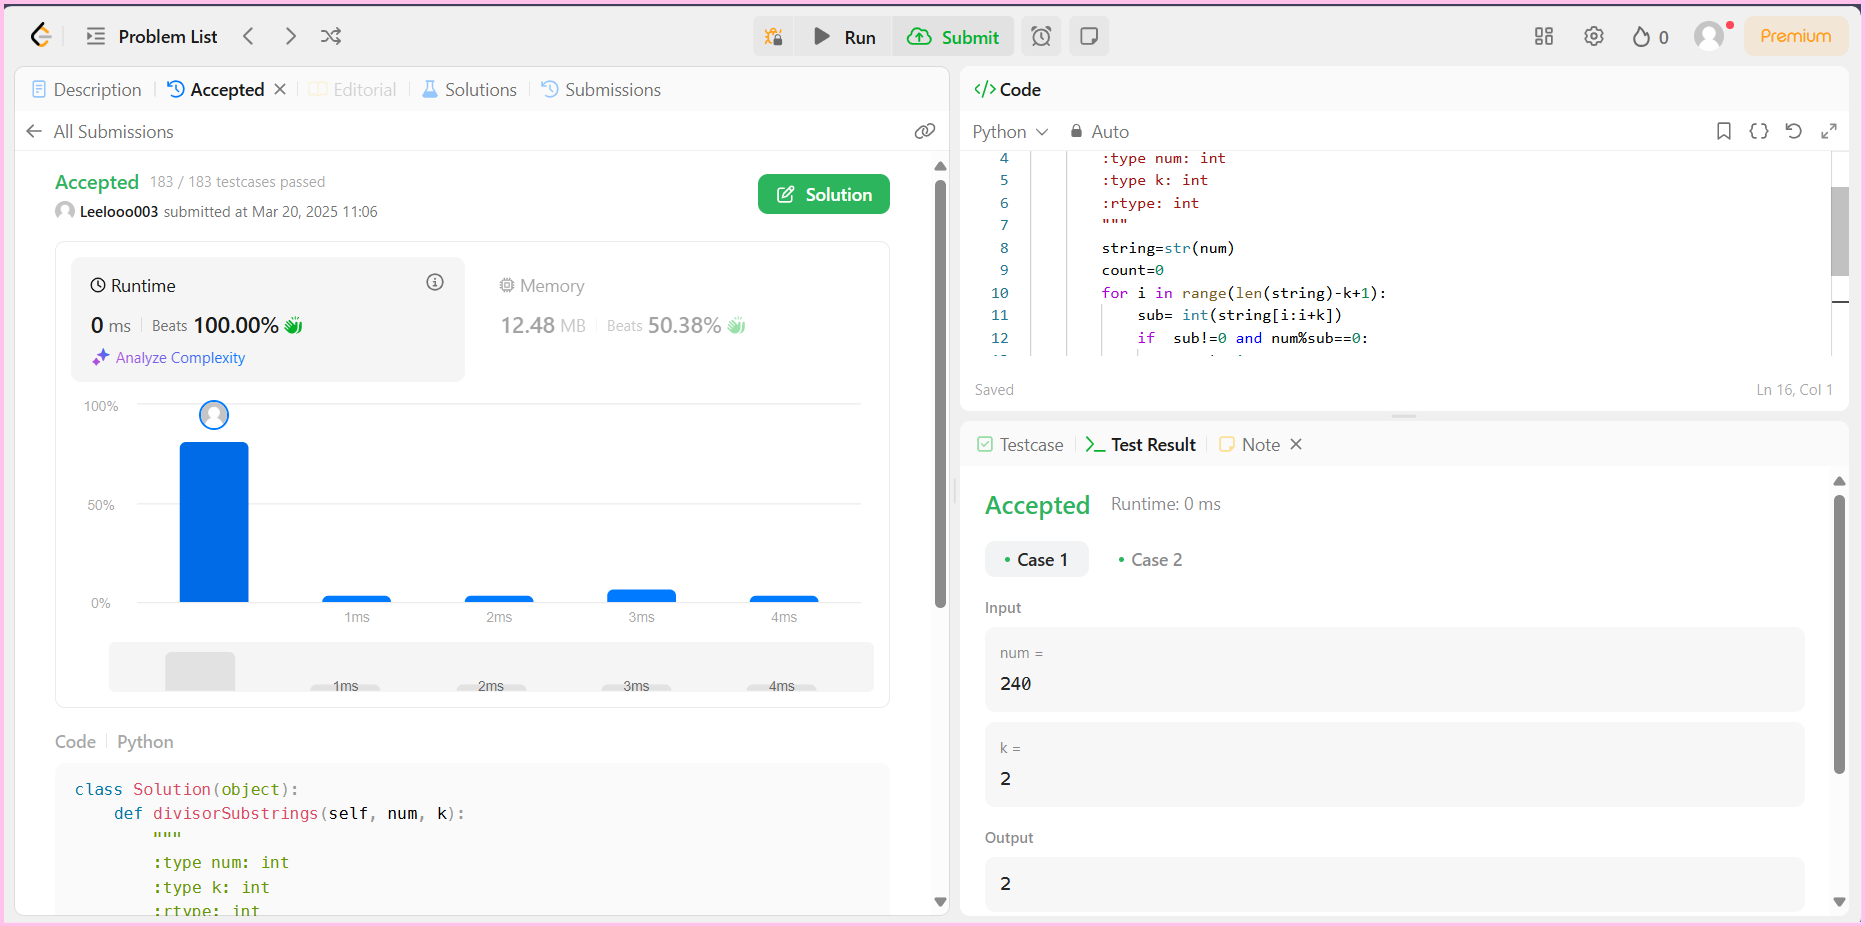 Problem List
Run
Submit
0
Premium
Description
Accepted
Editorial
Solutions
Submissions
All Submissions
Accepted 183 / 183 testcases passed
Leelooo003 submitted at Mar 20, 2025 11:06
Solution
Runtime
0 ms Beats 100.00%
Analyze Complexity
Memory
12.48 MB Beats 50.38%
100%
50%
0%
1ms 2ms 3ms 4ms
1ms 2ms 3ms 4ms
Code Python
class Solution(object):
def divisorSubstrings(self, num, k):
"""
:type num: int
:type k: int
:rtype: int
</> Code
Python Auto
4 :type num: int
5 :type k: int
6 :rtype: int
7 """
8 string=str(num)
9 count=0
10 for i in range(len(string)-k+1):
11 sub= int(string[i:i+k])
12 if  sub!=0 and num%sub==0:
Saved
Ln 16, Col 1
Testcase
Test Result
Note
Accepted Runtime: 0 ms
• Case 1
• Case 2
Input
num =
240
k =
2
Output
2